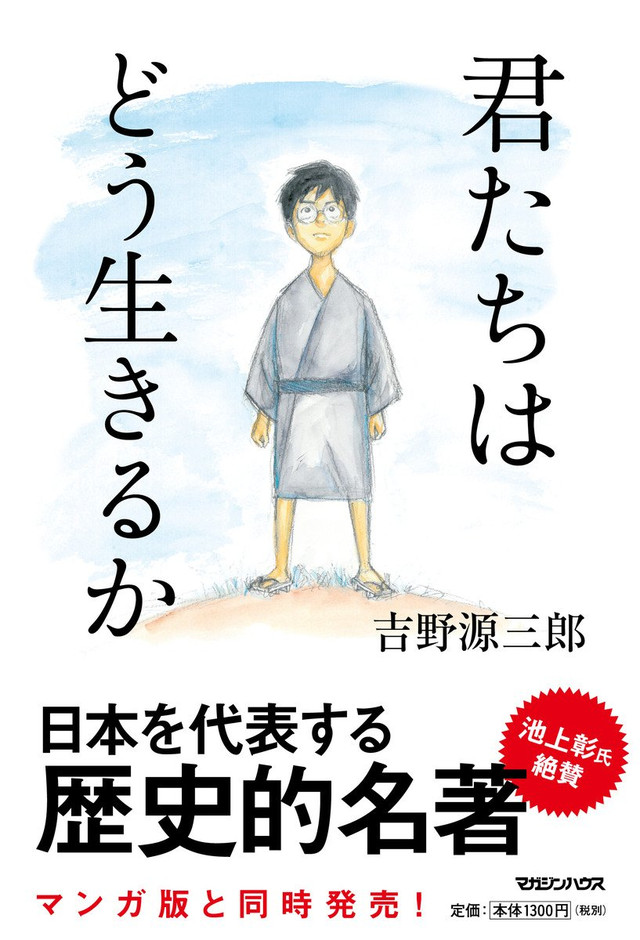 君たちは
どう生きるか
吉野源三郎
日本を代表する
歴史的名著
池上彰氏
絶賛
マンガ版と同時発売！
マガジンハウス
定価：本体1300円（税別）